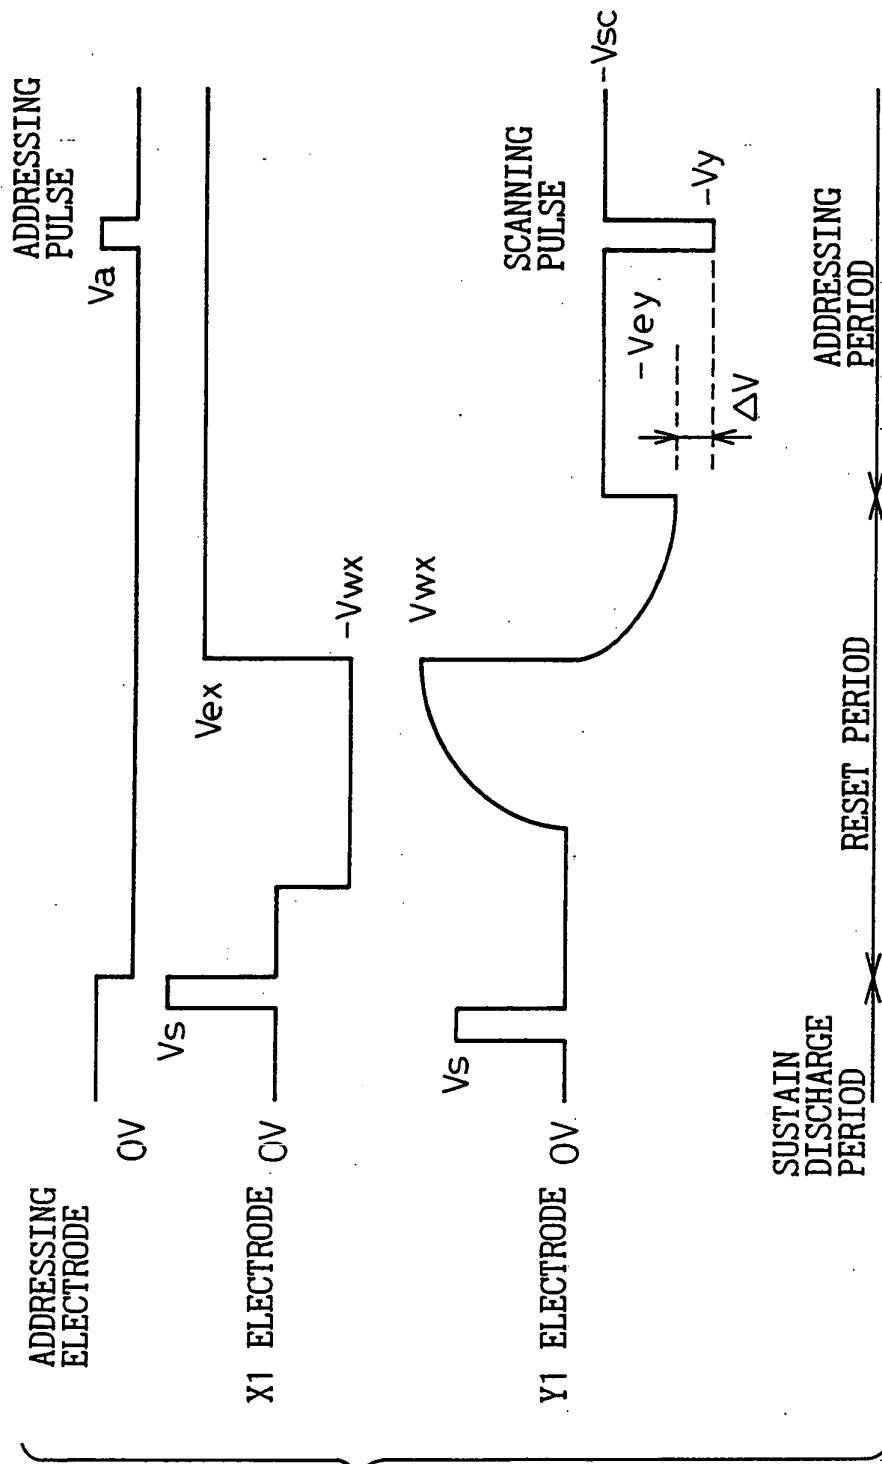 ADDRESSING
ELECTRODE
0V
Va
ADDRESSING
PULSE
X1 ELECTRODE
0V
Vs
Vex
-Vwx
Y1 ELECTRODE
0V
Vs
Vwx
SCANNING
PULSE
-Vsc
-Vey
-Vy
ΔV
SUSTAIN
DISCHARGE
PERIOD
RESET PERIOD
ADDRESSING
PERIOD